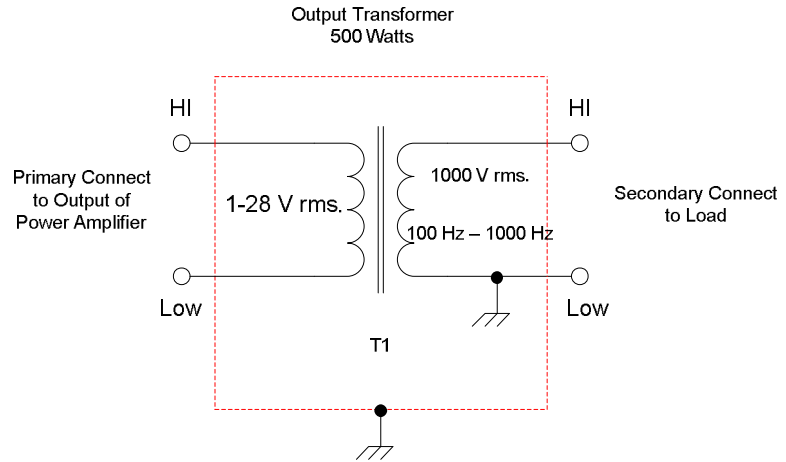 Output Transformer
500 Watts
HI
HI
Primary Connect
to Output of
Power Amplifier
1-28 V rms.
1000 V rms.
100 Hz – 1000 Hz
Secondary Connect
to Load
Low
Low
T1